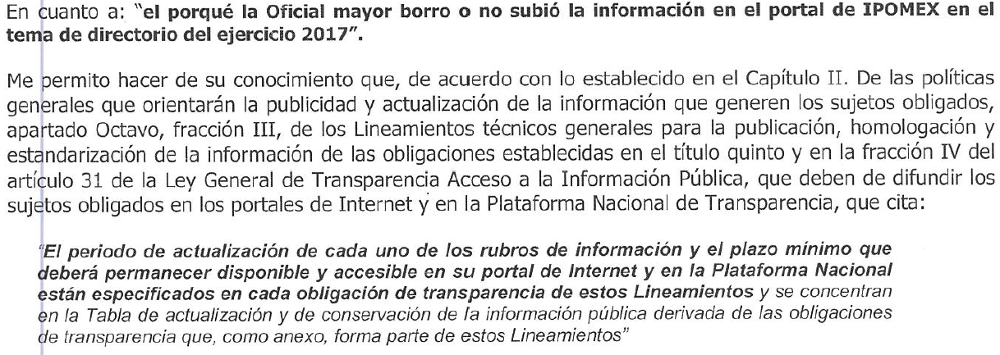 En cuanto a: "el porqué la Oficial mayor borro o no subió la información en el portal de IPOMEX en el
tema de directorio del ejercicio 2017".
Me permito hacer de su conocimiento que, de acuerdo con lo establecido en el Capítulo II. De las políticas
generales que orientarán la publicidad y actualización de la información que generen los sujetos obligados,
apartado Octavo, fracción III, de los Lineamientos técnicos generales para la publicación, homologación y
estandarización de la información de las obligaciones establecidas en el título quinto y en la fracción IV del
artículo 31 de la Ley General de Transparencia Acceso a la Información Pública, que deben de difundir los
sujetos obligados en los portales de Internet y en la Plataforma Nacional de Transparencia, que cita:
"El periodo de actualización de cada uno de los rubros de información y el plazo mínimo que
deberá permanecer disponible y accesible en su portal de Internet y en la Plataforma Nacional
están especificados en cada obligación de transparencia de estos Lineamientos y se concentran
en la Tabla de actualización y de conservación de la información pública derivada de las obligaciones
de transparencia que, como anexo, forma parte de estos Lineamientos"